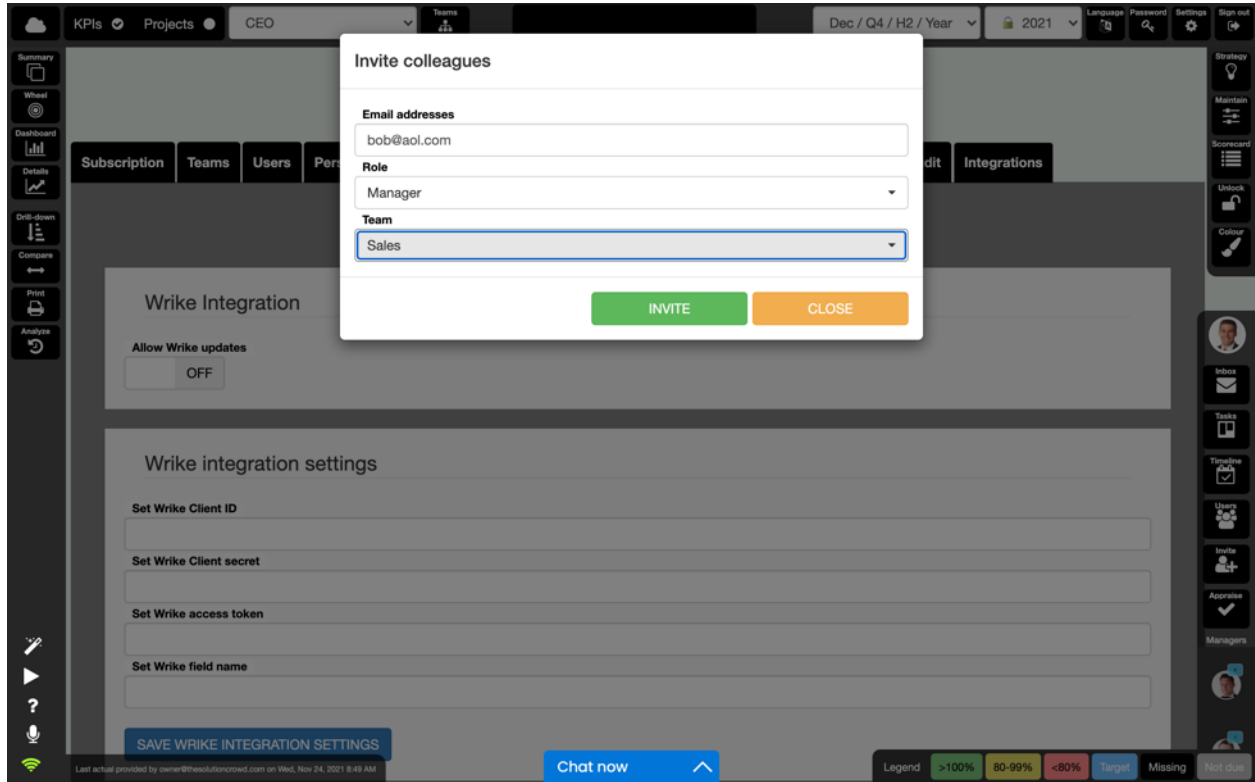 KPIs Projects CEO Teams Dec / Q4 / H2 / Year 2021 Language Password Settings Sign out
Summary
Wheel
Dashboard
Details
Drill-down
Compare
Print
Analyze
Invite colleagues
Email addresses
bob@aol.com
Role
Manager
Team
Sales
INVITE CLOSE
Subscription Teams Users Pers dit Integrations
Wrike Integration
Allow Wrike updates
OFF
Wrike integration settings
Set Wrike Client ID
Set Wrike Client secret
Set Wrike access token
Set Wrike field name
SAVE WRIKE INTEGRATION SETTINGS
Strategy
Maintain
Scorecard
Unlock
Colour
Inbox
Tasks
Timeline
Users
Invite
Appraise
Managers
?
Last actual provided by owner@thesolutioncrowd.com on Wed, Nov 24, 2021 8:49 AM
Chat now
Legend >100% 80-99% <80% Target Missing Not due